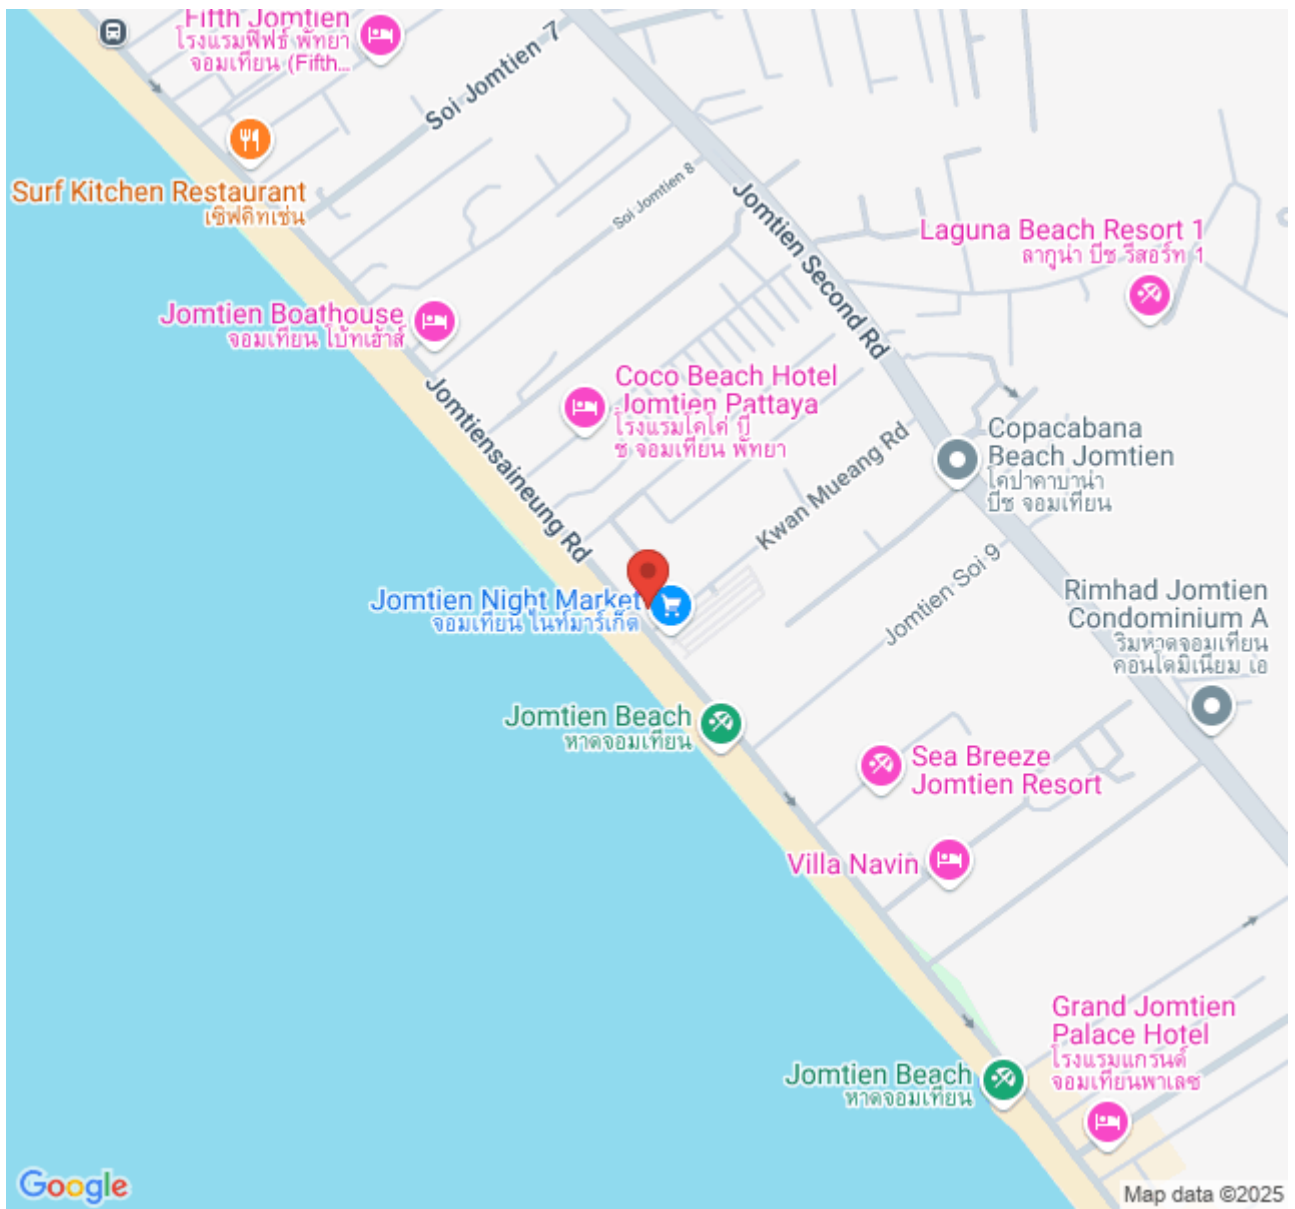 Fifth Jomtien
โรงแรมฟิฟธ์ พัทยา
จอมเทียน (Fifth...
Soi Jomtien 7
Surf Kitchen Restaurant
เซิฟคิทเช่น
Soi Jomtien 8
Jomtien Second Rd
Laguna Beach Resort 1
ลากูน่า บีช รีสอร์ท 1
Jomtien Boathouse
จอมเทียน โบ้ทเฮ้าส์
Jomtiensaineung Rd
Coco Beach Hotel
Jomtien Pattaya
โรงแรมโคโค่ บี
ช จอมเทียน พัทยา
Kwan Mueang Rd
Copacabana
Beach Jomtien
โคปาคาบาน่า
บีช จอมเทียน
Jomtien Night Market
จอมเทียน ไนท์มาร์เก็ต
Jomtien Soi 9
Rimhad Jomtien
Condominium A
ริมหาดจอมเทียน
คอนโดมิเนียม เอ
Jomtien Beach
หาดจอมเทียน
Sea Breeze
Jomtien Resort
Villa Navin
Grand Jomtien
Palace Hotel
โรงแรมแกรนด์
จอมเทียนพาเลซ
Jomtien Beach
หาดจอมเทียน
Google
Map data ©2025